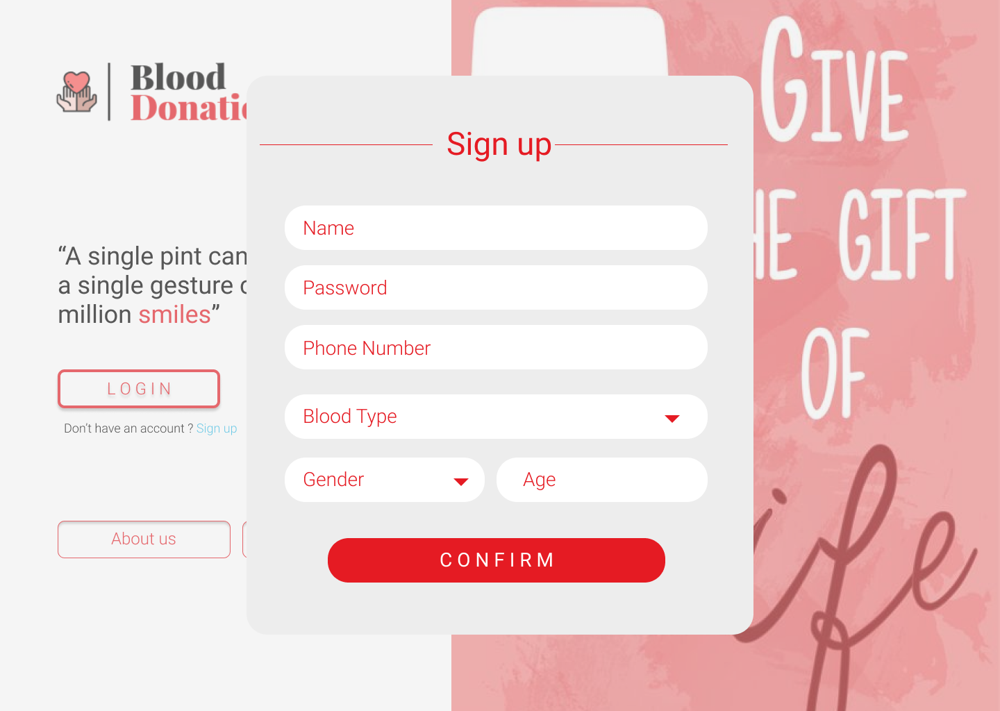 Blood
Donatio
“A single pint can
a single gesture c
million smiles”
LOGIN
Don’t have an account ? Sign up
About us
Sign up
Name
Password
Phone Number
Blood Type
Gender
Age
CONFIRM
GIVE
HE GIFT
OF
ife